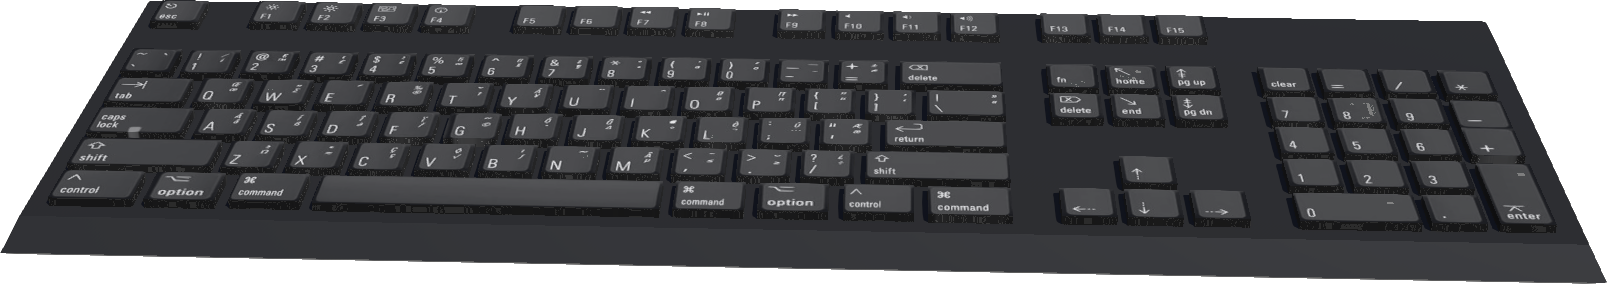 esc F1 F2 F3 F4 F5 F6 F7 F8 F9 F10 F11 F12 F13 F14 F15
~ ` ! 1 @ 2 # 3 $ 4 % 5 ^ 6 & 7 * 8 ( 9 ) 0 — – + = delete fn home pg up clear = / *
tab Q W E R T Y U I O P { [ } ] | \ return delete end pg dn 7 8 9 —
caps lock A S D F G H J K L : ; " ' return 4 5 6 +
shift Z X C V B N M < , > . ? / shift 1 2 3 enter
control option command command option control command 0 .